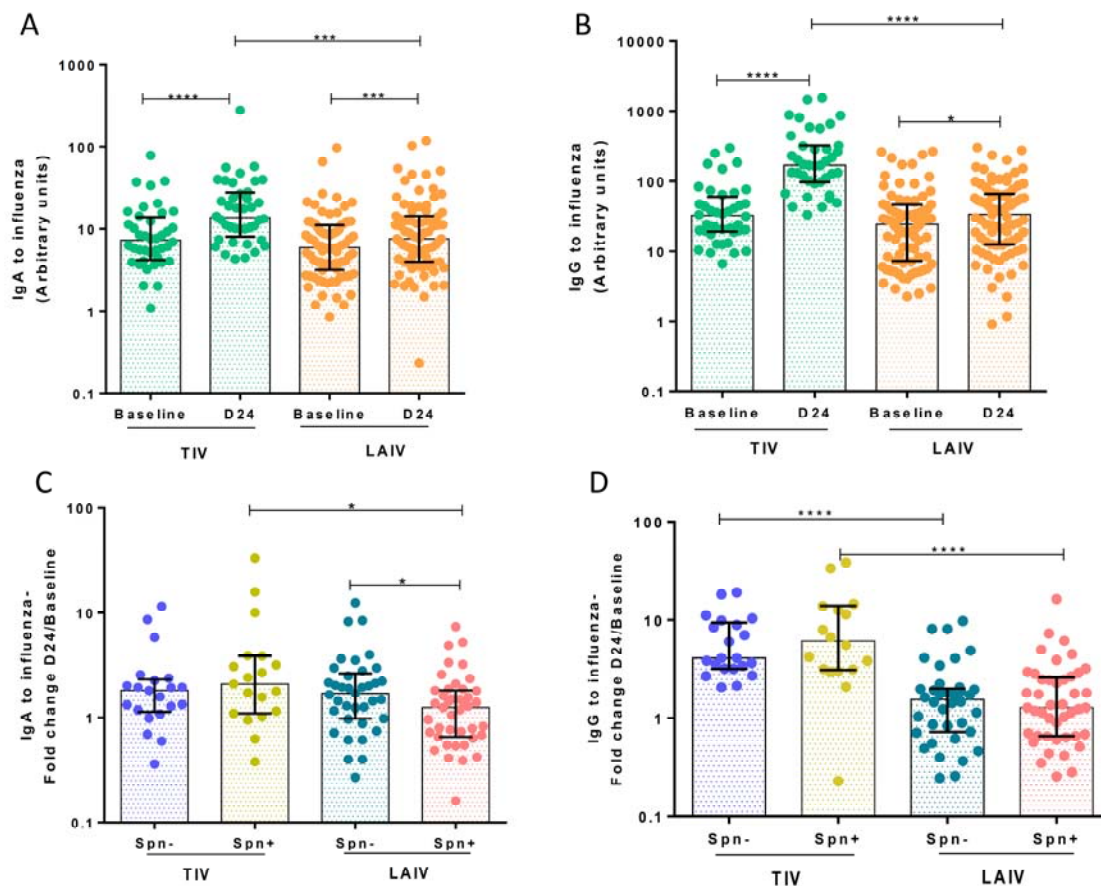 A
***
****
***
1000
100
10
1
0.1
IgA to influenza
(Arbitrary units)
Baseline
D24
Baseline
D24
TIV
LAIV
B
****
****
*
10000
1000
100
10
1
0.1
IgG to influenza
(Arbitrary units)
Baseline
D24
Baseline
D24
TIV
LAIV
C
*
*
100
10
1
0.1
IgA to influenza-
Fold change D24/Baseline
Spn-
Spn+
Spn-
Spn+
TIV
LAIV
D
****
****
100
10
1
0.1
IgG to influenza-
Fold change D24/Baseline
Spn-
Spn+
Spn-
Spn+
TIV
LAIV